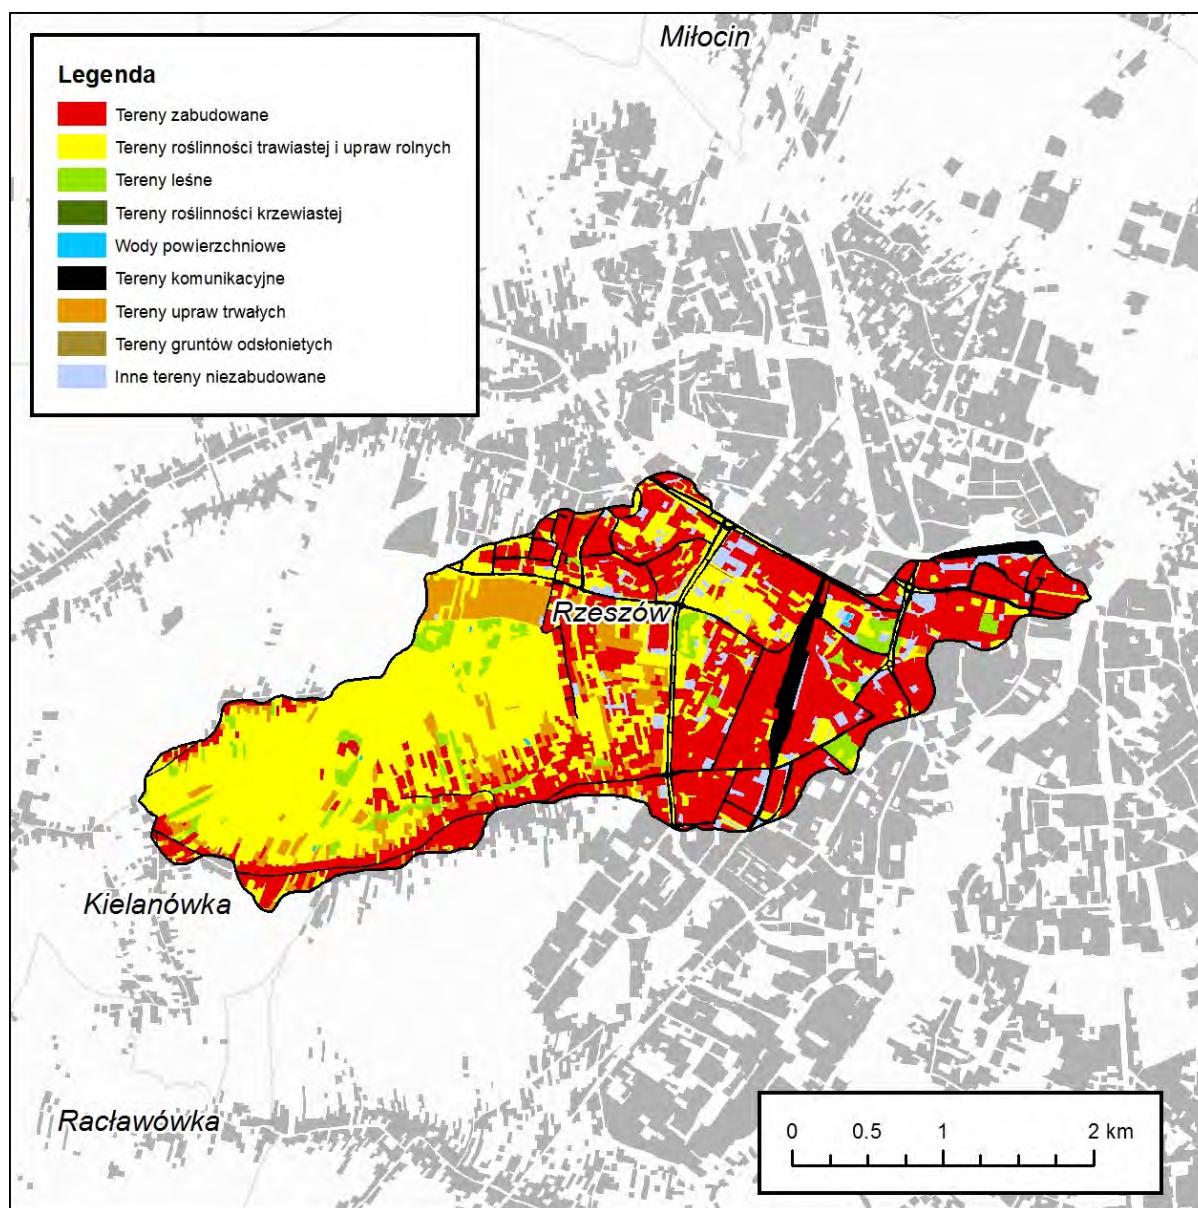 Miłocin
Legenda
Tereny zabudowane
Tereny roślinności trawiastej i upraw rolnych
Tereny leśne
Tereny roślinności krzewiastej
Wody powierzchniowe
Tereny komunikacyjne
Tereny upraw trwałych
Tereny gruntów odsłonietych
Inne tereny niezabudowane
Rzeszów
Kielanówka
Racławówka
0 0.5 1 2 km